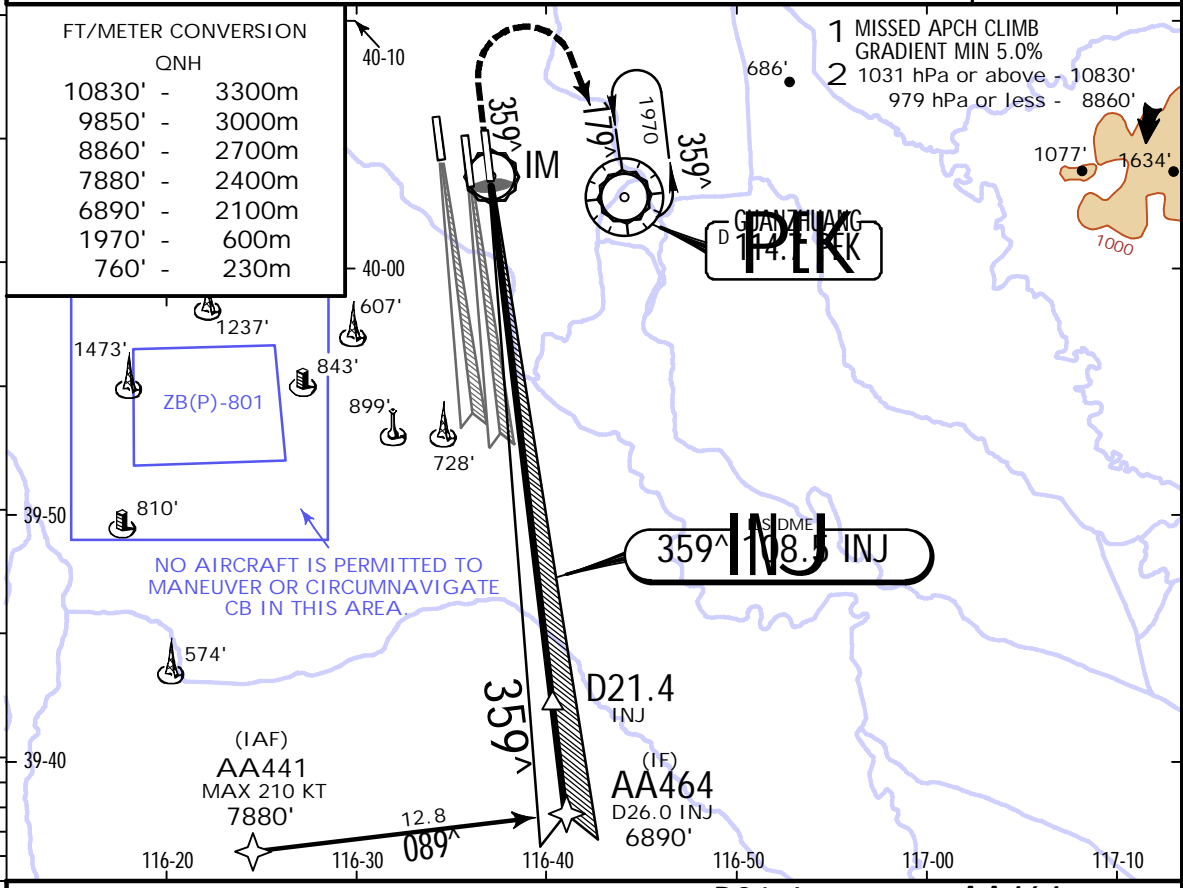 FT/METER CONVERSION
QNH
10830' - 3300m
9850' - 3000m
8860' - 2700m
7880' - 2400m
6890' - 2100m
1970' - 600m
760' - 230m
40-10
1 MISSED APCH CLIMB
GRADIENT MIN 5.0%
2 1031 hPa or above - 10830'
979 hPa or less - 8860'
686'
1077'
1634'
1000
359^
IM
179^
1970
359^
GUANZHUANG
D PEK
PEK
40-00
607'
1237'
1473'
843'
ZB(P)-801
899'
728'
39-50
810'
NO AIRCRAFT IS PERMITTED TO
MANEUVER OR CIRCUMNAVIGATE
CB IN THIS AREA.
DME
359^ 108.5 INJ
INJ
574'
359^
D21.4
INJ
39-40
(IAF)
AA441
MAX 210 KT
7880'
12.8
089^
(IF)
AA464
D26.0 INJ
6890'
116-20
116-30
116-40
116-50
117-00
117-10